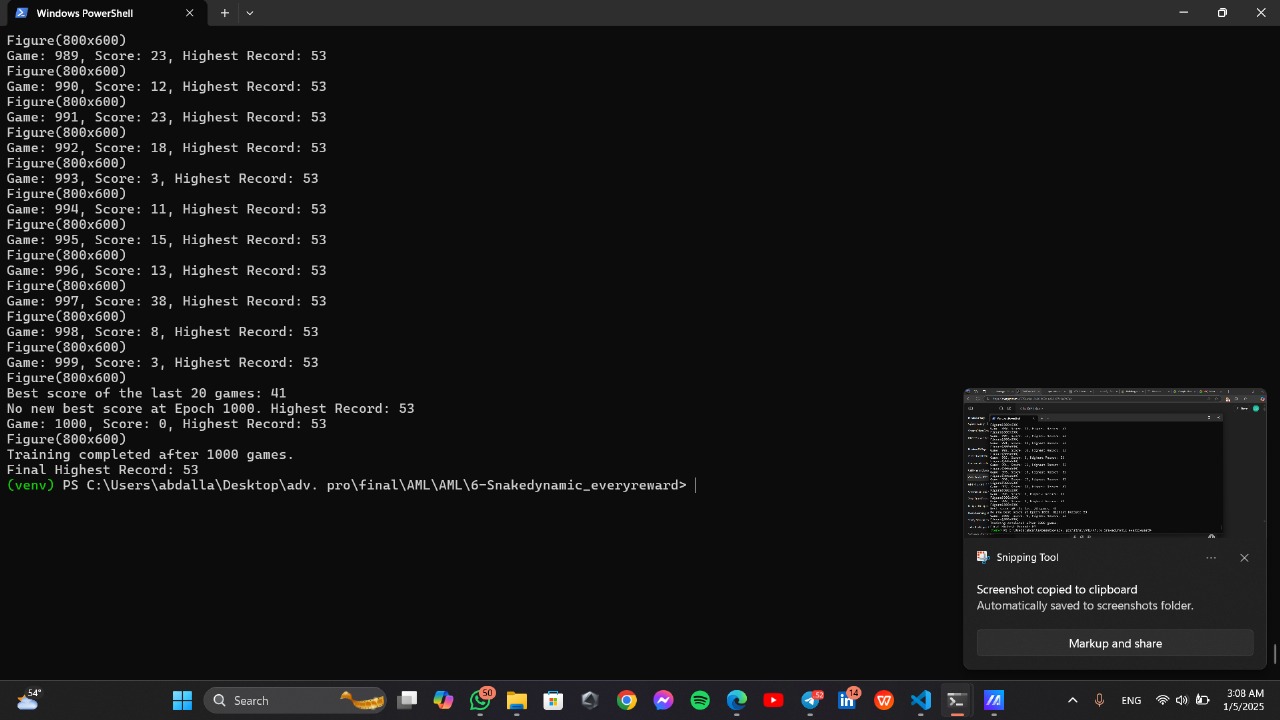 Windows PowerShell
Figure(800x600)
Game: 989, Score: 23, Highest Record: 53
Figure(800x600)
Game: 990, Score: 12, Highest Record: 53
Figure(800x600)
Game: 991, Score: 23, Highest Record: 53
Figure(800x600)
Game: 992, Score: 18, Highest Record: 53
Figure(800x600)
Game: 993, Score: 3, Highest Record: 53
Figure(800x600)
Game: 994, Score: 11, Highest Record: 53
Figure(800x600)
Game: 995, Score: 15, Highest Record: 53
Figure(800x600)
Game: 996, Score: 13, Highest Record: 53
Figure(800x600)
Game: 997, Score: 38, Highest Record: 53
Figure(800x600)
Game: 998, Score: 8, Highest Record: 53
Figure(800x600)
Game: 999, Score: 3, Highest Record: 53
Figure(800x600)
Best score of the last 20 games: 41
No new best score at Epoch 1000. Highest Record: 53
Game: 1000, Score: 0, Highest Record: 53
Figure(800x600)
Training completed after 1000 games.
Final Highest Record: 53
(venv) PS C:\Users\abdalla\Desktop\aduc pro\final\AML\AML\6-Snakedynamic_everyreward>
Snipping Tool
Screenshot copied to clipboard
Automatically saved to screenshots folder.
Markup and share
54°
Search
50
52
14
ENG
3:08 AM
1/5/2025